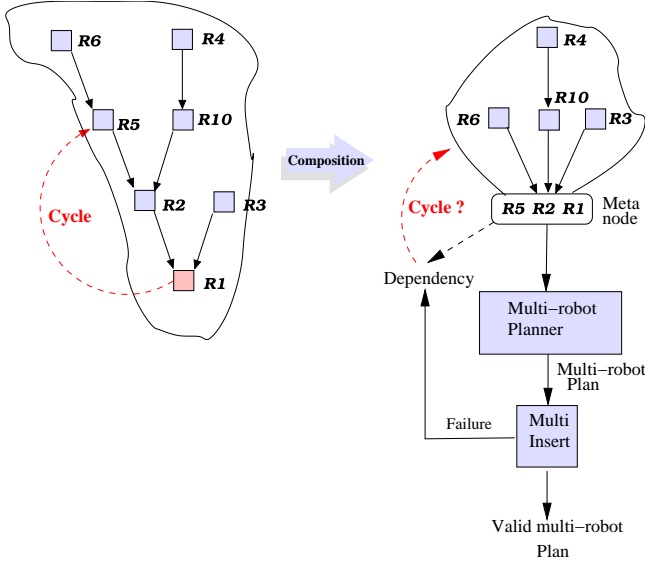 R6
R4
R5
R10
Cycle
R2
R3
R1
Composition
R4
R10
R6
R3
Cycle ?
R5 R2 R1
Meta
node
Dependency
Multi−robot
Planner
Multi−robot
Plan
Failure
Multi
Insert
Valid multi−robot
Plan